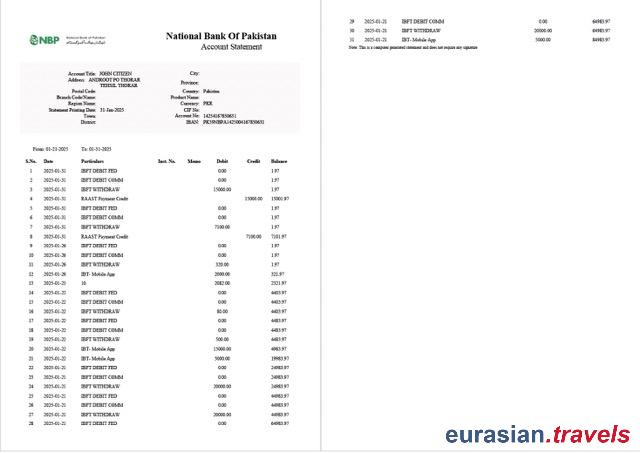 NBP National Bank of Pakistan
National Bank Of Pakistan
Account Statement
Account Title: JOHN CITIZEN City:
Address: ANDROOT PO THORAR Province:
TEHSIL THORAR
Postal Code: Country: Pakistan
Branch Code/Name: Product Name:
Region Name: Currency: PKR
Statement Printing Date: 31-Jan-2025 CIF No:
Town: Account No: 14254167850631
District: IBAN:
From: 01-21-2025 To: 01-31-2025
S.No. Date Particulars Inst. No. Memo Debit Credit Balance
1 2025-01-31 IBFT DEBIT FED 0.00 1.97
2 2025-01-31 IBFT DEBIT COMM 0.00 1.97
3 2025-01-31 IBFT WITHDRAW 15000.00 1.97
4 2025-01-31 RAAST Payment Credit 15000.00 15001.97
5 2025-01-31 IBFT DEBIT FED 0.00 1.97
6 2025-01-31 IBFT DEBIT COMM 0.00 1.97
7 2025-01-31 IBFT WITHDRAW 7100.00 1.97
8 2025-01-31 RAAST Payment Credit 7100.00 7101.97
9 2025-01-26 IBFT DEBIT FED 0.00 1.97
10 2025-01-26 IBFT DEBIT COMM 0.00 1.97
11 2025-01-26 IBFT WITHDRAW 320.00 1.97
12 2025-01-26 IBT- Mobile App 2000.00 321.97
13 2025-01-23 10 2082.00 2321.97
14 2025-01-22 IBFT DEBIT FED 0.00 4403.97
15 2025-01-22 IBFT DEBIT COMM 0.00 4403.97
16 2025-01-22 IBFT WITHDRAW 80.00 4403.97
17 2025-01-22 IBFT DEBIT FED 0.00 4483.97
18 2025-01-22 IBFT DEBIT COMM 0.00 4483.97
19 2025-01-22 IBFT WITHDRAW 500.00 4483.97
20 2025-01-22 IBT- Mobile App 15000.00 4983.97
21 2025-01-22 IBT- Mobile App 5000.00 19983.97
22 2025-01-21 IBFT DEBIT FED 0.00 24983.97
23 2025-01-21 IBFT DEBIT COMM 0.00 24983.97
24 2025-01-21 IBFT WITHDRAW 20000.00 24983.97
25 2025-01-21 IBFT DEBIT FED 0.00 44983.97
26 2025-01-21 IBFT DEBIT COMM 0.00 44983.97
27 2025-01-21 IBFT WITHDRAW 20000.00 44983.97
28 2025-01-21 IBFT DEBIT FED 0.00 64983.97
29 2025-01-21 IBFT DEBIT COMM 0.00 64983.97
30 2025-01-21 IBFT WITHDRAW 20000.00 64983.97
31 2025-01-21 IBT- Mobile App 5000.00 84983.97
Note: This is a computer generated statement and does not require any signature
eurasian.travels